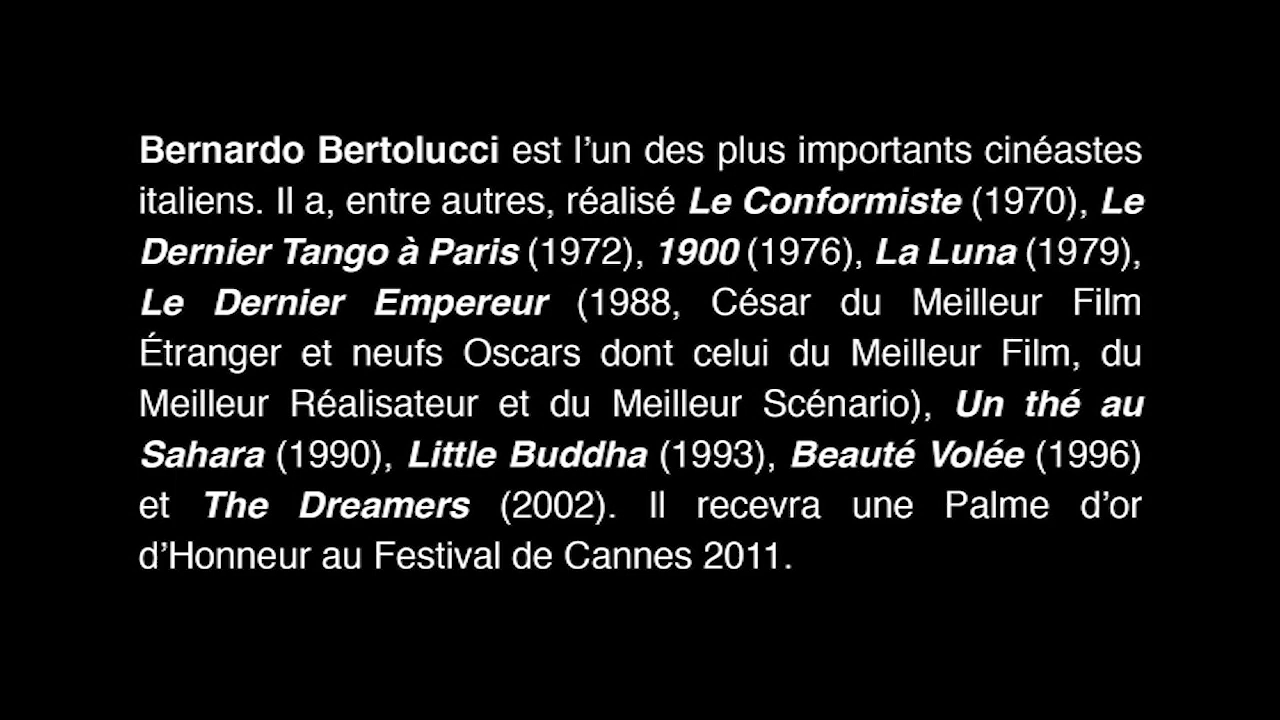 Bernardo Bertolucci est l’un des plus importants cinéastes
italiens. Il a, entre autres, réalisé Le Conformiste (1970), Le
Dernier Tango à Paris (1972), 1900 (1976), La Luna (1979),
Le Dernier Empereur (1988, César du Meilleur Film
Étranger et neufs Oscars dont celui du Meilleur Film, du
Meilleur Réalisateur et du Meilleur Scénario), Un thé au
Sahara (1990), Little Buddha (1993), Beauté Volée (1996)
et The Dreamers (2002). Il recevra une Palme d’or
d’Honneur au Festival de Cannes 2011.